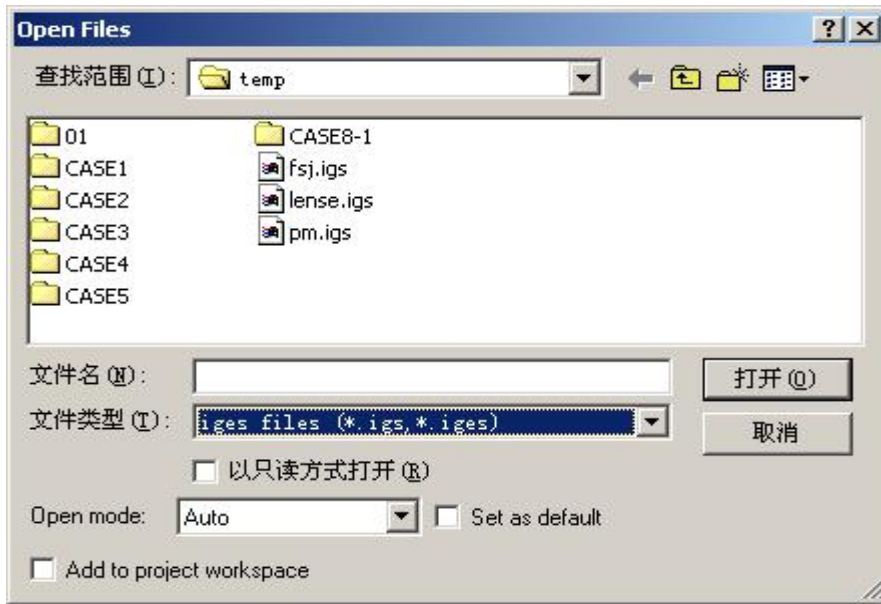 Open Files
查找范围(I): temp
01
CASE1
CASE2
CASE3
CASE4
CASE5
CASE8-1
fsj.igs
lense.igs
pm.igs
文件名(N): 打开(O)
文件类型(T): iges files (*.igs,*.iges) 取消
以只读方式打开(R)
Open mode: Auto Set as default
Add to project workspace